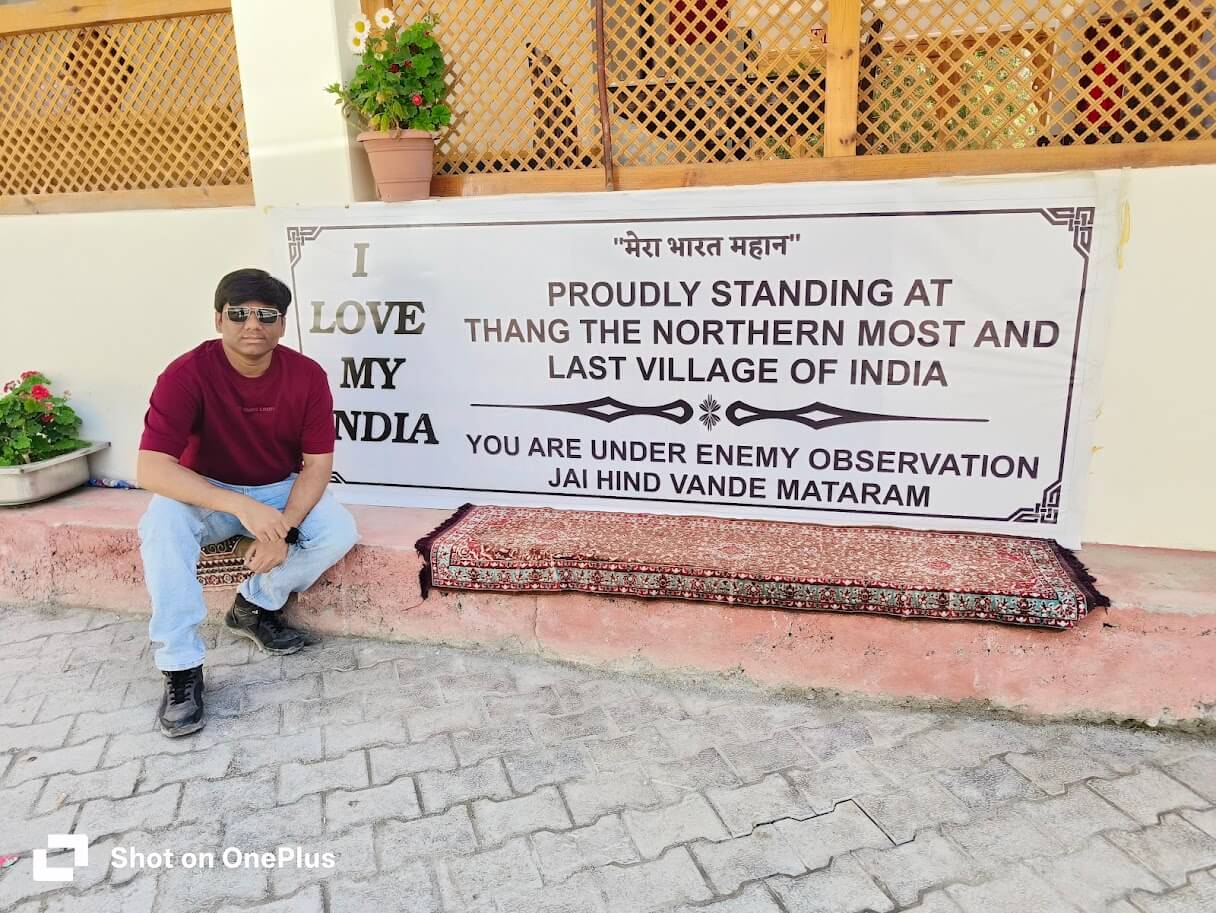 I
LOVE
MY
INDIA
"मेरा भारत महान"
PROUDLY STANDING AT
THANG THE NORTHERN MOST AND
LAST VILLAGE OF INDIA
YOU ARE UNDER ENEMY OBSERVATION
JAI HIND VANDE MATARAM
Shot on OnePlus